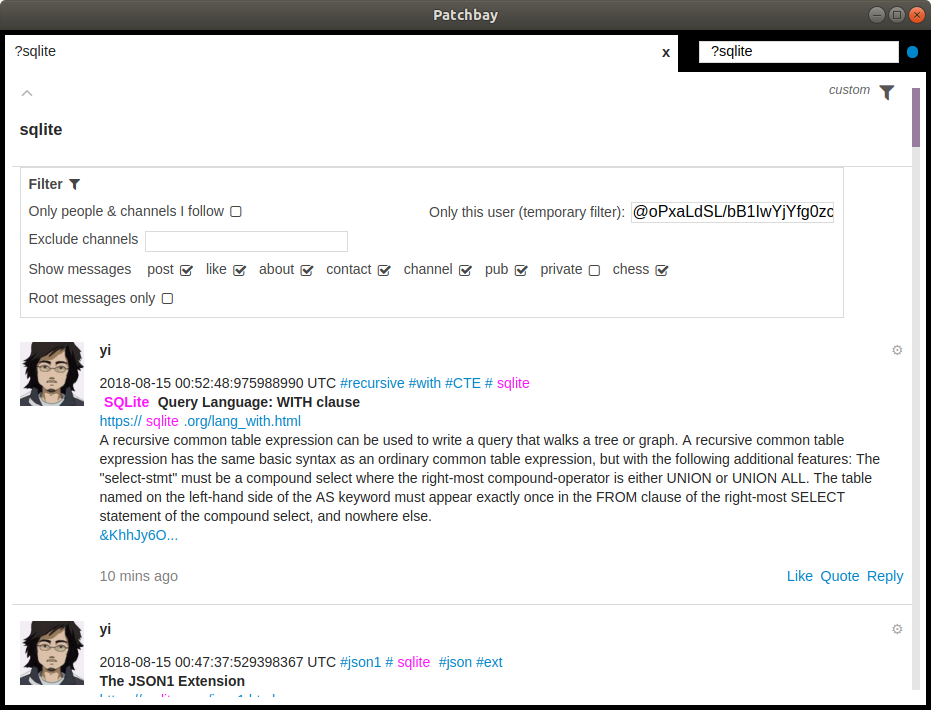 Patchbay
?sqlite x ?sqlite
custom
sqlite
Filter
Only people & channels I follow Only this user (temporary filter): @oPxaLdSL/bB1IwYjYfg0zc
Exclude channels
Show messages post like about contact channel pub private chess
Root messages only
yi
2018-08-15 00:52:48:975988990 UTC #recursive #with #CTE # sqlite
SQLite Query Language: WITH clause
https:// sqlite .org/lang_with.html
A recursive common table expression can be used to write a query that walks a tree or graph. A recursive common table
expression has the same basic syntax as an ordinary common table expression, but with the following additional features: The
"select-stmt" must be a compound select where the right-most compound-operator is either UNION or UNION ALL. The table
named on the left-hand side of the AS keyword must appear exactly once in the FROM clause of the right-most SELECT
statement of the compound select, and nowhere else.
&KhhJy6O...
10 mins ago Like Quote Reply
yi
2018-08-15 00:47:37:529398367 UTC #json1 # sqlite #json #ext
The JSON1 Extension